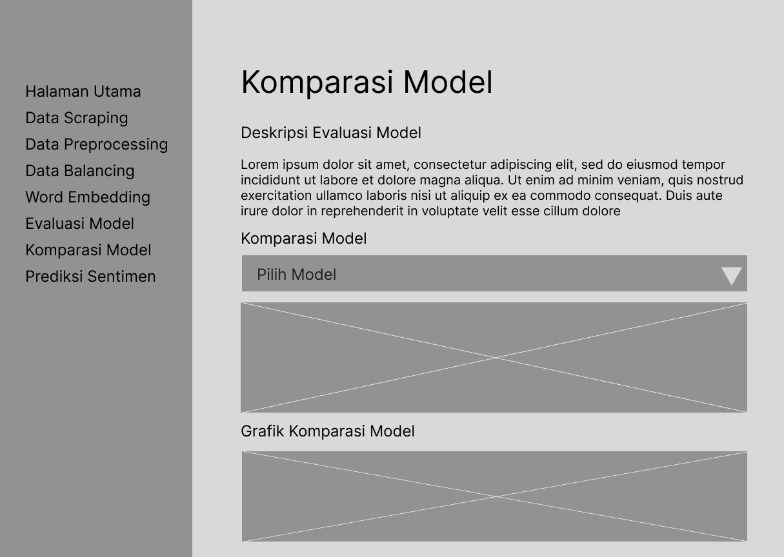 Halaman Utama
Data Scraping
Data Preprocessing
Data Balancing
Word Embedding
Evaluasi Model
Komparasi Model
Prediksi Sentimen
Komparasi Model
Deskripsi Evaluasi Model
Lorem ipsum dolor sit amet, consectetur adipiscing elit, sed do eiusmod tempor
incididunt ut labore et dolore magna aliqua. Ut enim ad minim veniam, quis nostrud
exercitation ullamco laboris nisi ut aliquip ex ea commodo consequat. Duis aute
irure dolor in reprehenderit in voluptate velit esse cillum dolore
Komparasi Model
Pilih Model
Grafik Komparasi Model